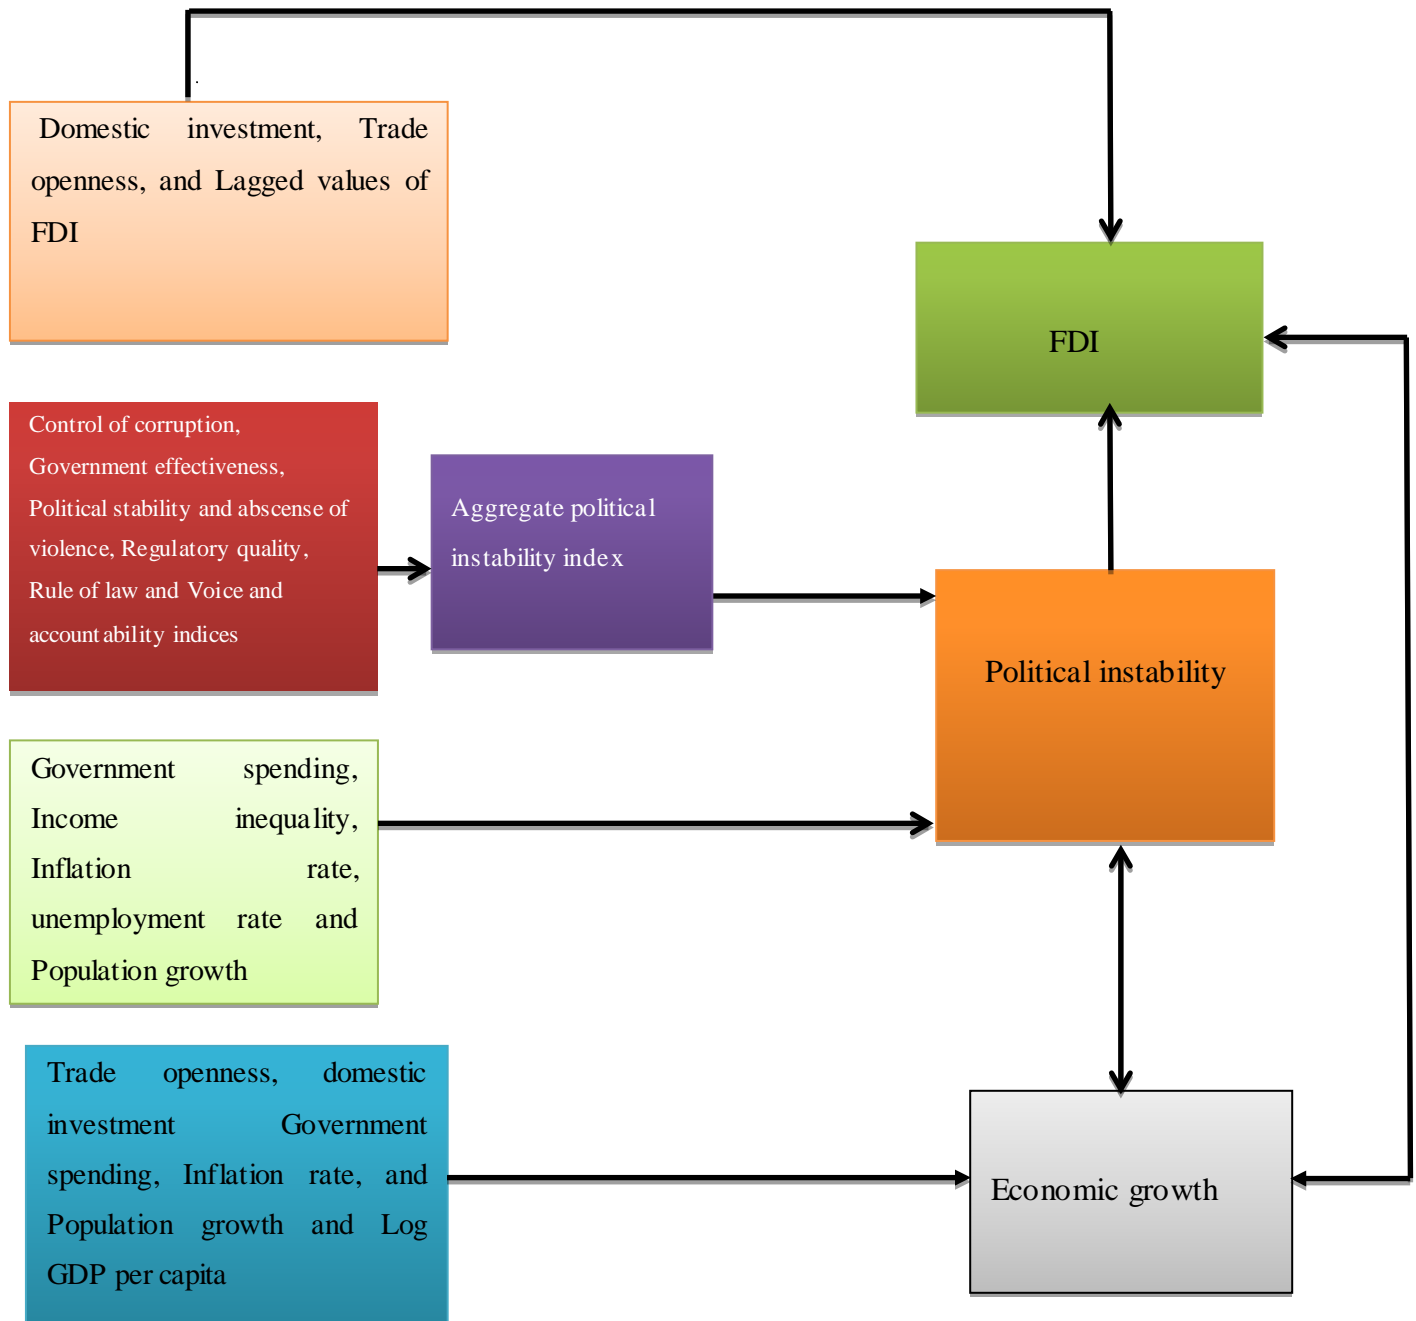 Domestic investment, Trade
openness, and Lagged values of
FDI
FDI
Control of corruption,
Government effectiveness,
Political stability and abscense of
violence, Regulatory quality,
Rule of law and Voice and
accountability indices
Aggregate political
instability index
Political instability
Government spending,
Income inequality,
Inflation rate,
unemployment rate and
Population growth
Trade openness, domestic
investment Government
spending, Inflation rate, and
Population growth and Log
GDP per capita
Economic growth